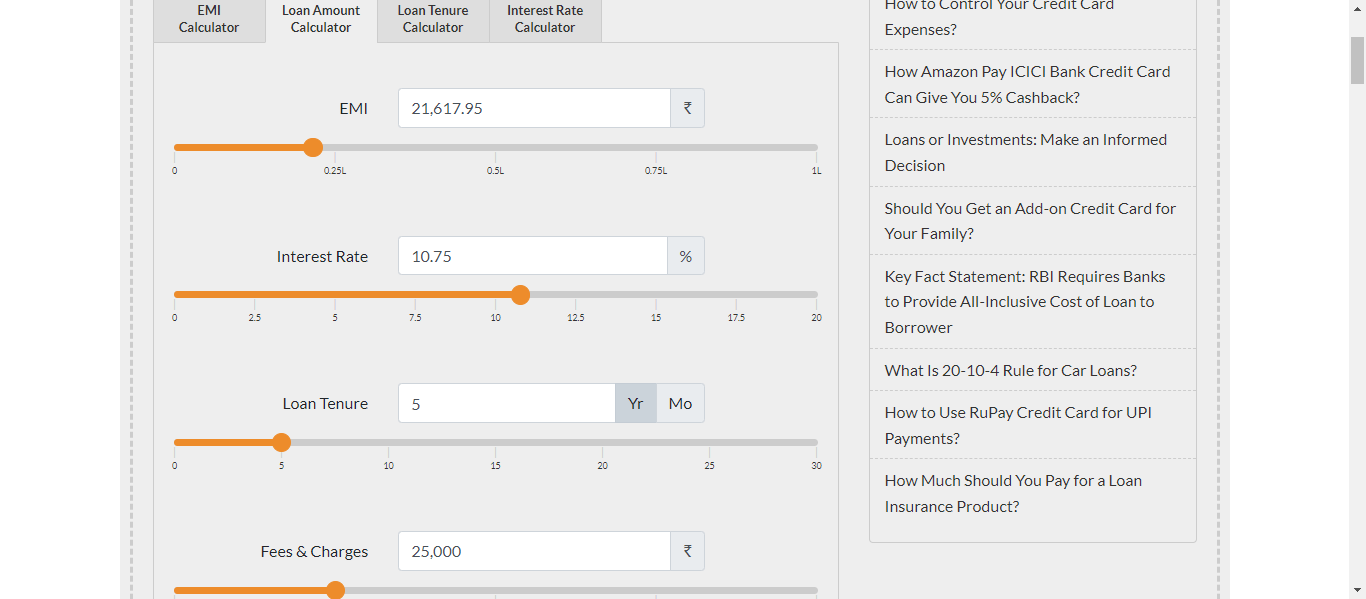 EMI
Calculator
Loan Amount
Calculator
Loan Tenure
Calculator
Interest Rate
Calculator
EMI
21,617.95
₹
0
0.25L
0.5L
0.75L
1L
Interest Rate
10.75
%
0
2.5
5
7.5
10
12.5
15
17.5
20
Loan Tenure
5
Yr
Mo
0
5
10
15
20
25
30
Fees & Charges
25,000
₹
How to Control Your Credit Card
Expenses?
How Amazon Pay ICICI Bank Credit Card
Can Give You 5% Cashback?
Loans or Investments: Make an Informed
Decision
Should You Get an Add-on Credit Card for
Your Family?
Key Fact Statement: RBI Requires Banks
to Provide All-Inclusive Cost of Loan to
Borrower
What Is 20-10-4 Rule for Car Loans?
How to Use RuPay Credit Card for UPI
Payments?
How Much Should You Pay for a Loan
Insurance Product?